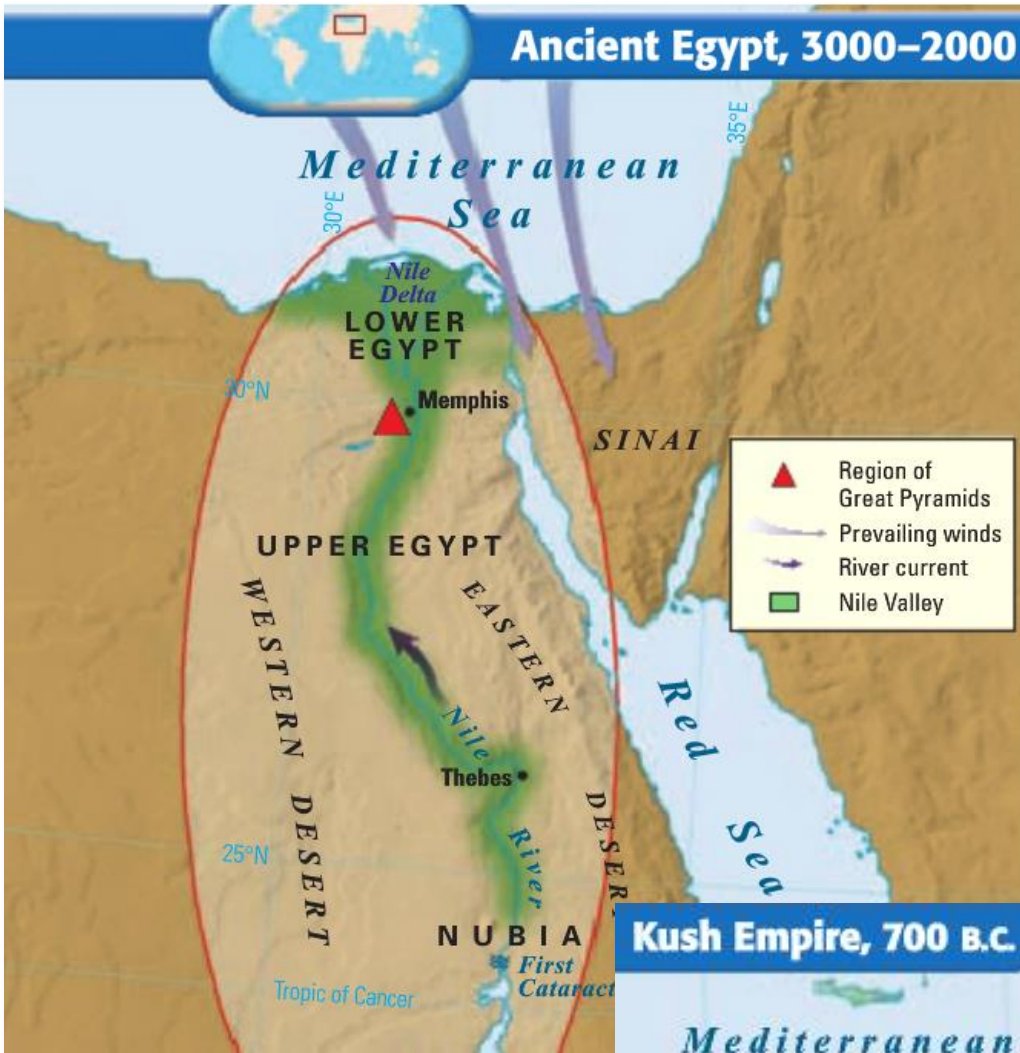 Ancient Egypt, 3000–2000
35°E
Mediterranean
Sea
30°E
Nile
Delta
LOWER
EGYPT
30°N
Memphis
SINAI
Region of
Great Pyramids
Prevailing winds
River current
Nile Valley
UPPER EGYPT
WESTERN DESERT
EASTERN
DESERT
Red Sea
Nile
Thebes
River
25°N
NUBIA
First
Cataract
Tropic of Cancer
Kush Empire, 700 B.C.
Mediterranean